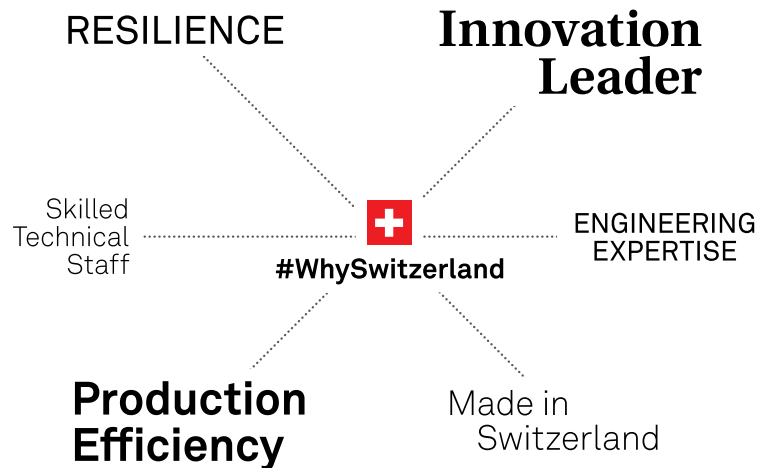 RESILIENCE
Innovation
Leader
Skilled
Technical
Staff
ENGINEERING
EXPERTISE
#WhySwitzerland
Production
Efficiency
Made in
Switzerland